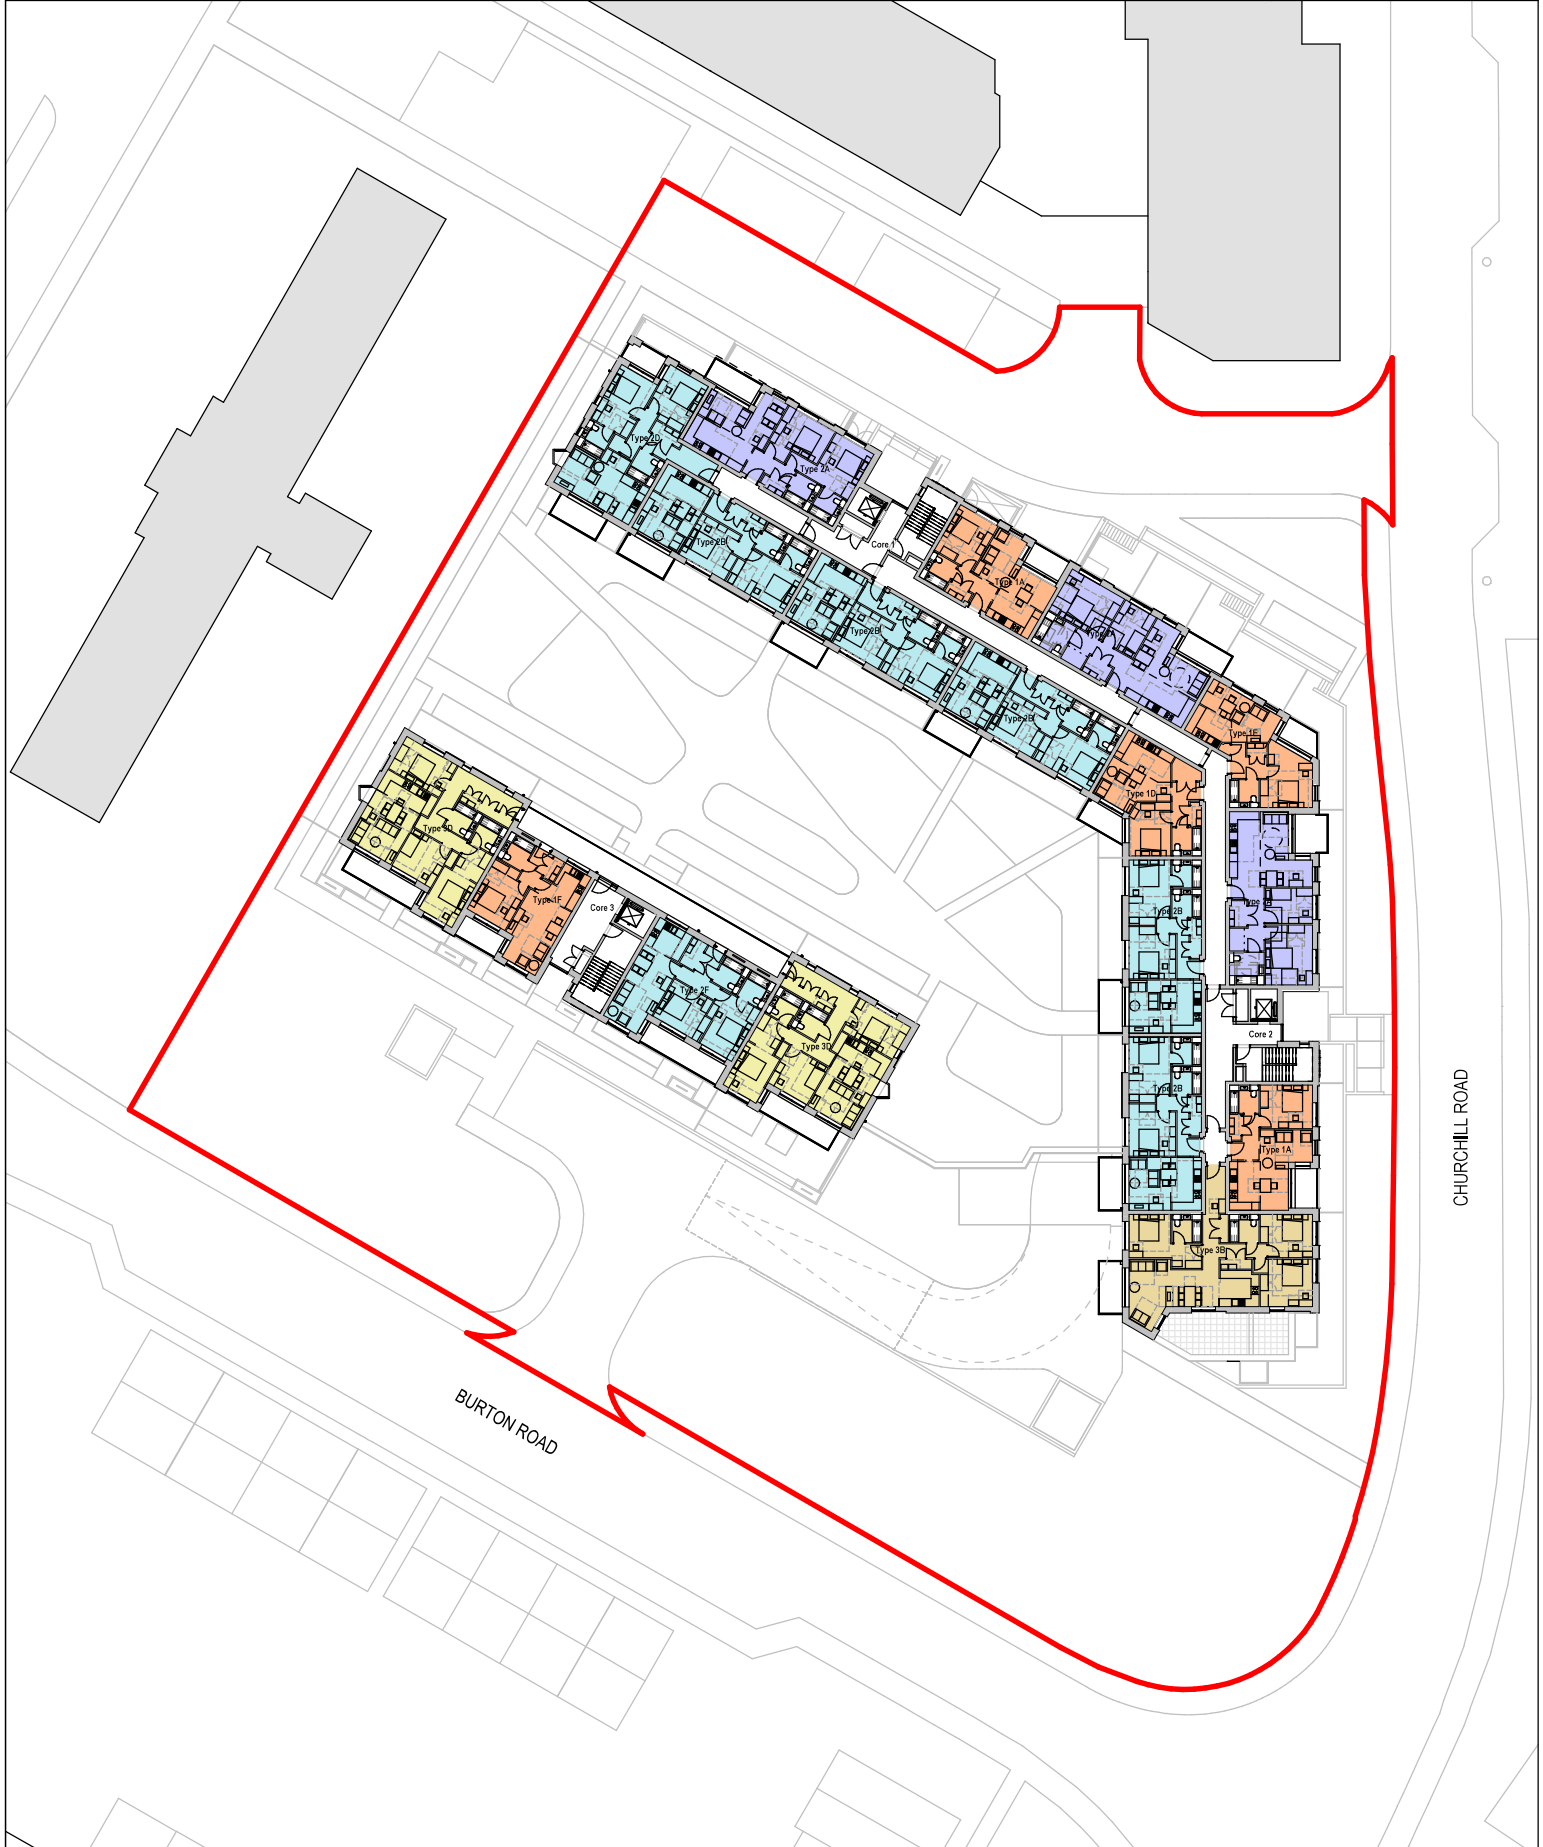 Type 2D
Type 2A
Type 2B
Core 1
Type 1A
Type 2B
Type 2A
Type 2B
Type 1E
Type 1D
Type 3D
Type 1F
Core 3
Type 2B
Type 2F
Type 3D
Core 2
Type 2B
Type 1A
Type 3B
CHURCHILL ROAD
BURTON ROAD